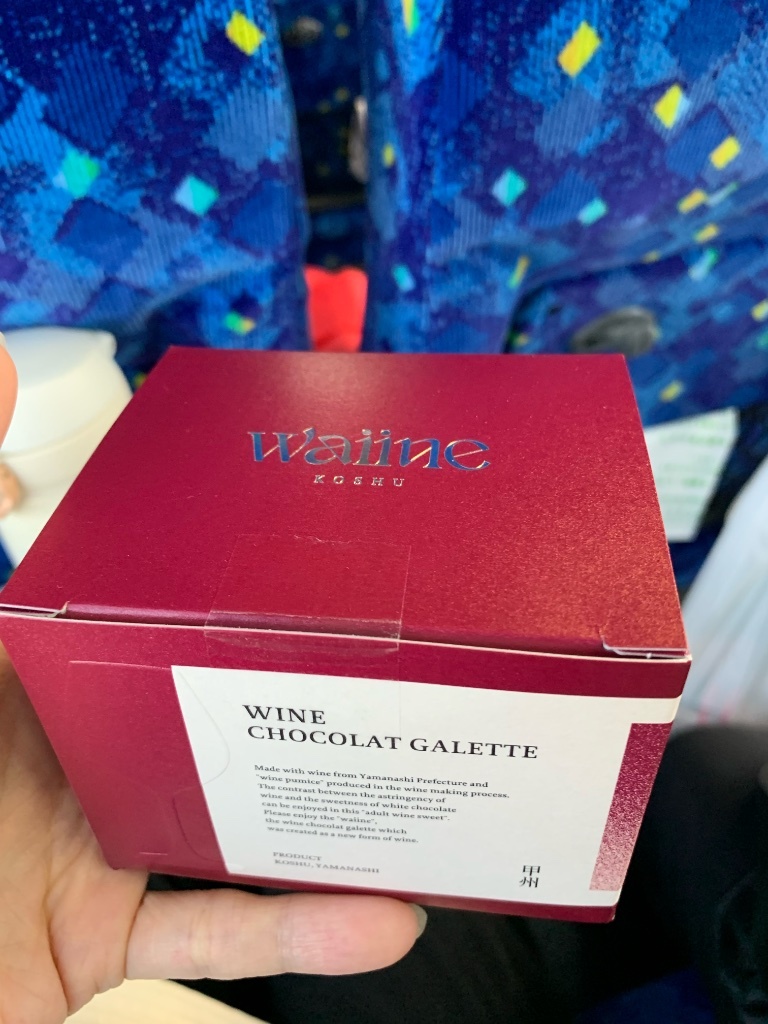 waiine
KOSHU
WINE
CHOCOLAT GALETTE
Made with wine from Yamanashi Prefecture and
"wine pumice" produced in the wine making process.
The contrast between the astringency of
wine and the sweetness of white chocolate
can be enjoyed in this "adult wine sweet".
Please enjoy the "waiine",
the wine chocolat galette which
was created as a new form of wine.
PRODUCT
KOSHU, YAMANASHI
甲州